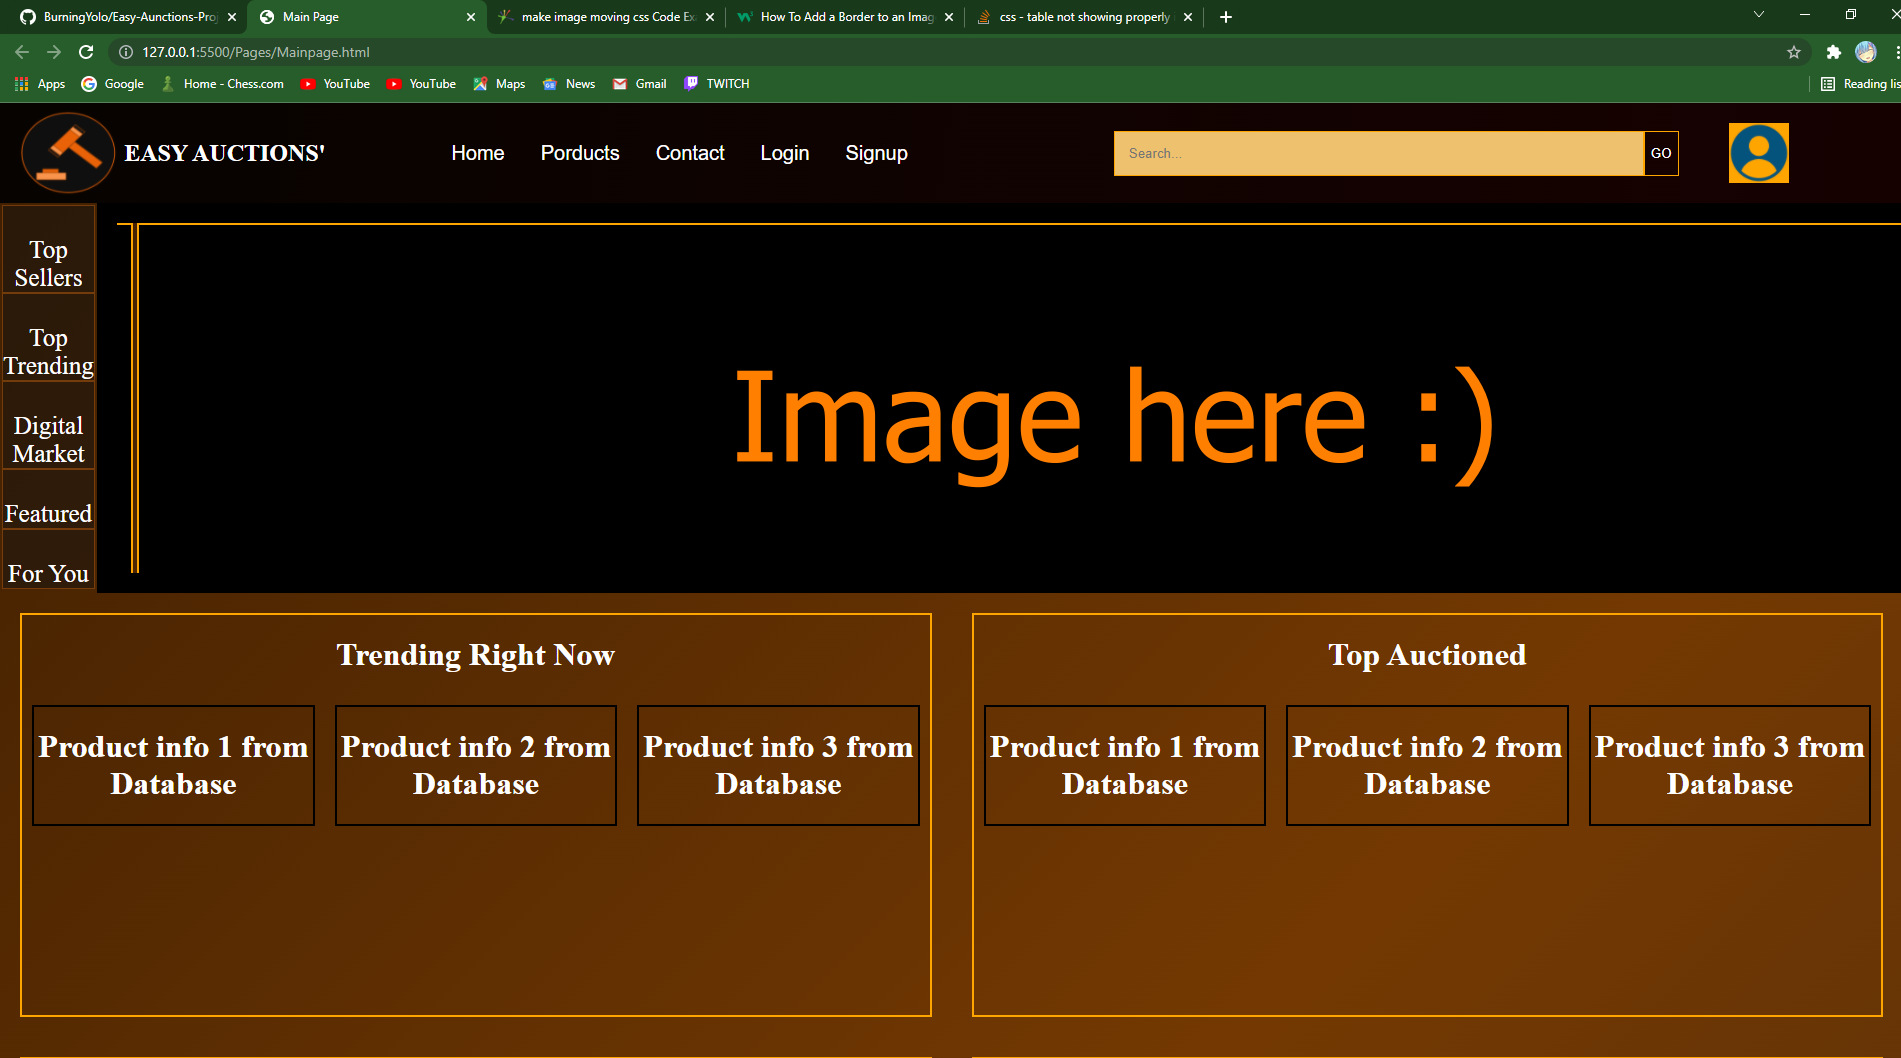 BurningYolo/Easy-Aunctions-Proj
Main Page
make image moving css Code Exa
How To Add a Border to an Imag
css - table not showing properly
127.0.0.1:5500/Pages/Mainpage.html
Apps
Google
Home - Chess.com
YouTube
YouTube
Maps
News
Gmail
TWITCH
Reading lis
EASY AUCTIONS'
Home
Porducts
Contact
Login
Signup
Search...
GO
Top
Sellers
Top
Trending
Digital
Market
Featured
For You
Image here :)
Trending Right Now
Product info 1 from
Database
Product info 2 from
Database
Product info 3 from
Database
Top Auctioned
Product info 1 from
Database
Product info 2 from
Database
Product info 3 from
Database